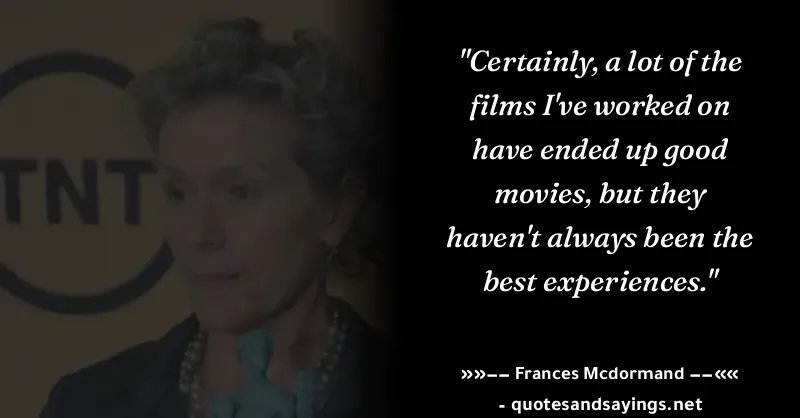 TNT
"Certainly, a lot of the
films I've worked on
have ended up good
movies, but they
haven't always been the
best experiences."
»»−− Frances Mcdormand −−««
- quotesandsayings.net